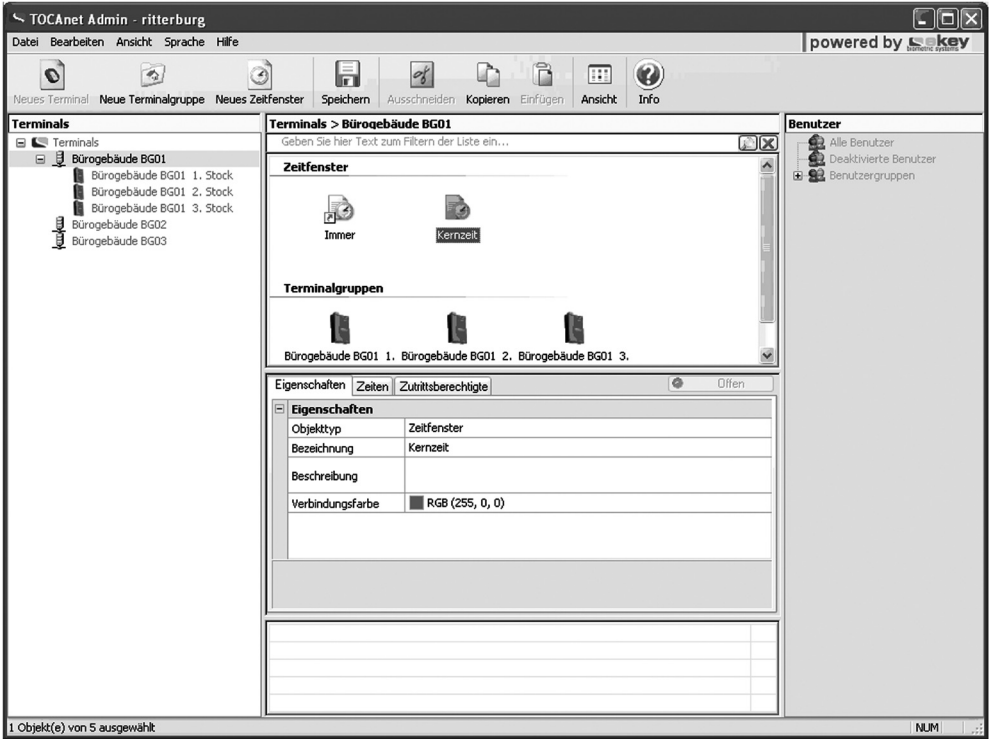 TOCAnet Admin - ritterburg
Datei Bearbeiten Ansicht Sprache Hilfe
powered by ekey
biometric systems
Neues Terminal Neue Terminalgruppe Neues Zeitfenster Speichern Ausschneiden Kopieren Einfügen Ansicht Info
Terminals
Terminals
Bürogebäude BG01
Bürogebäude BG01 1. Stock
Bürogebäude BG01 2. Stock
Bürogebäude BG01 3. Stock
Bürogebäude BG02
Bürogebäude BG03
Terminals > Bürogebäude BG01
Geben Sie hier Text zum Filtern der Liste ein...
Zeitfenster
Immer Kernzeit
Terminalgruppen
Bürogebäude BG01 1. Bürogebäude BG01 2. Bürogebäude BG01 3.
Eigenschaften Zeiten Zutrittsberechtigte Offen
Eigenschaften
Objekttyp Zeitfenster
Bezeichnung Kernzeit
Beschreibung
Verbindungsfarbe RGB (255, 0, 0)
Benutzer
Alle Benutzer
Deaktivierte Benutzer
Benutzergruppen
1 Objekt(e) von 5 ausgewählt NUM